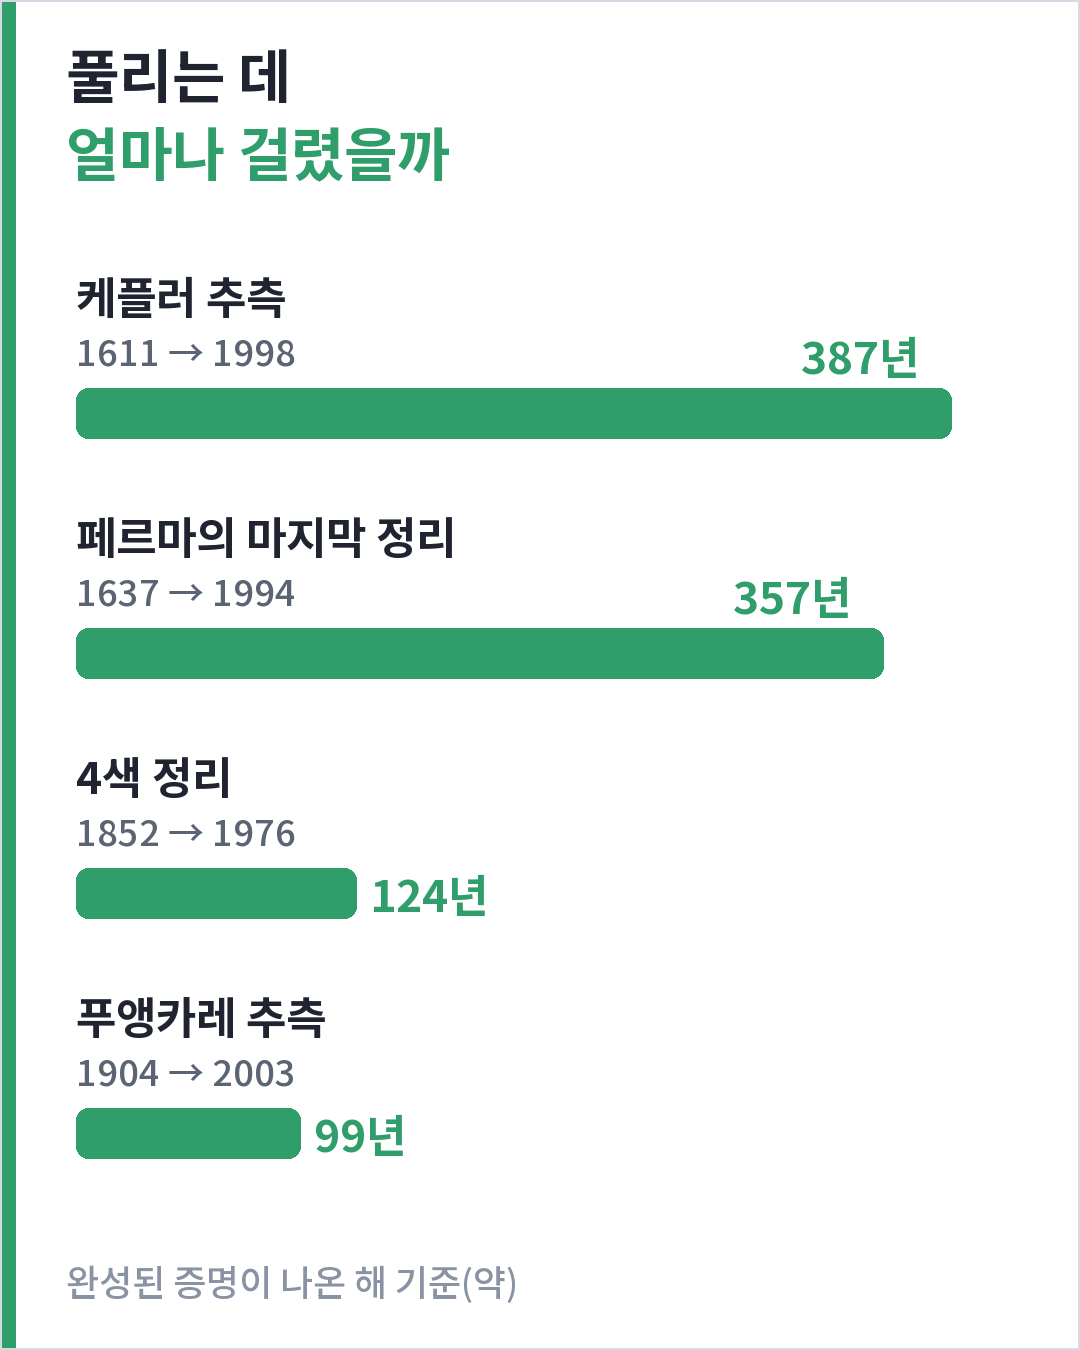 풀리는 데
얼마나 걸렸을까
케플러 추측
1611 → 1998
387년
페르마의 마지막 정리
1637 → 1994
357년
4색 정리
1852 → 1976
124년
푸앵카레 추측
1904 → 2003
99년
완성된 증명이 나온 해 기준(약)